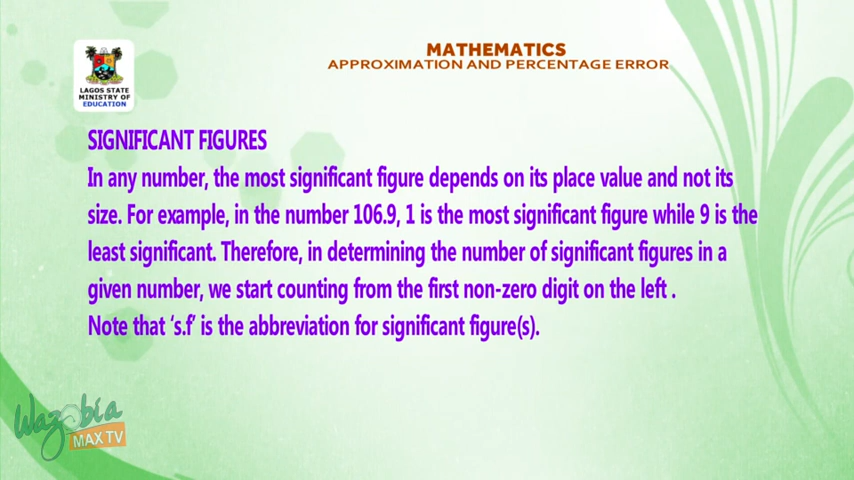 MATHEMATICS
APPROXIMATION AND PERCENTAGE ERROR
LAGOS STATE
MINISTRY OF
EDUCATION
SIGNIFICANT FIGURES
In any number, the most significant figure depends on its place value and not its
size. For example, in the number 106.9, 1 is the most significant figure while 9 is the
least significant. Therefore, in determining the number of significant figures in a
given number, we start counting from the first non-zero digit on the left .
Note that ‘s.f’ is the abbreviation for significant figure(s).
Wazobia
MAX TV